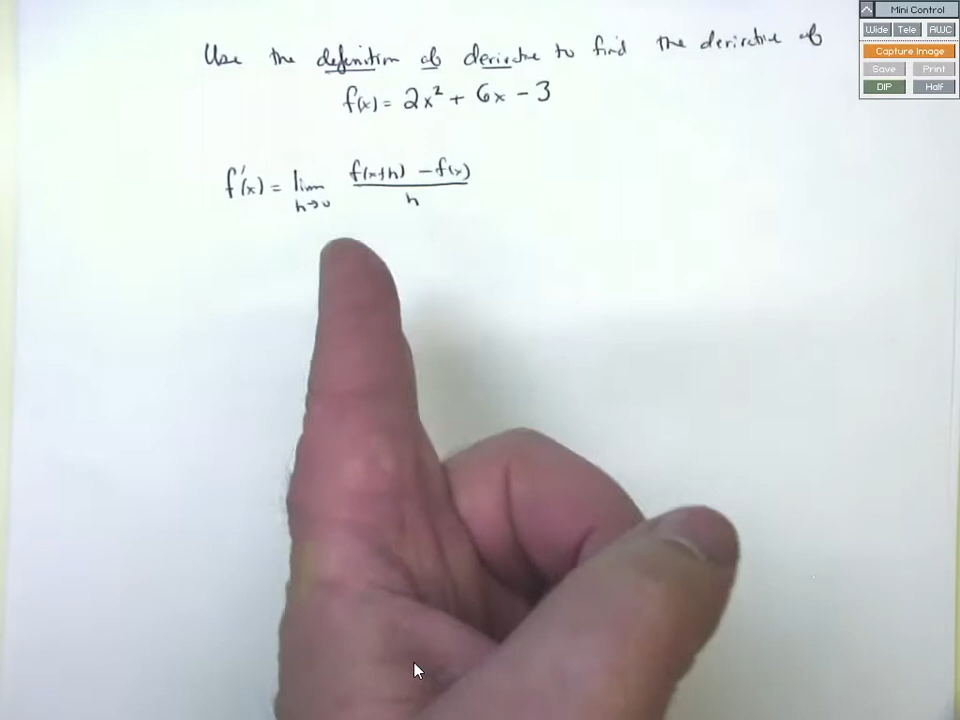 Mini Control
Wide Tele AWC
Capture Image
Save Print
DIP Half
Use the definition of derivative to find the derivative of
f(x) = 2x² + 6x - 3
f'(x) = lim h→0 f(x+h) - f(x) / h